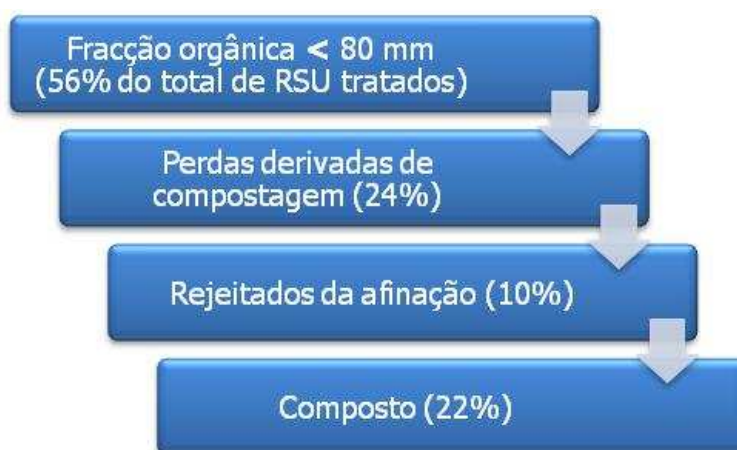 Fracção orgânica < 80 mm
(56% do total de RSU tratados)
Perdas derivadas de
compostagem (24%)
Rejeitados da afinação (10%)
Composto (22%)